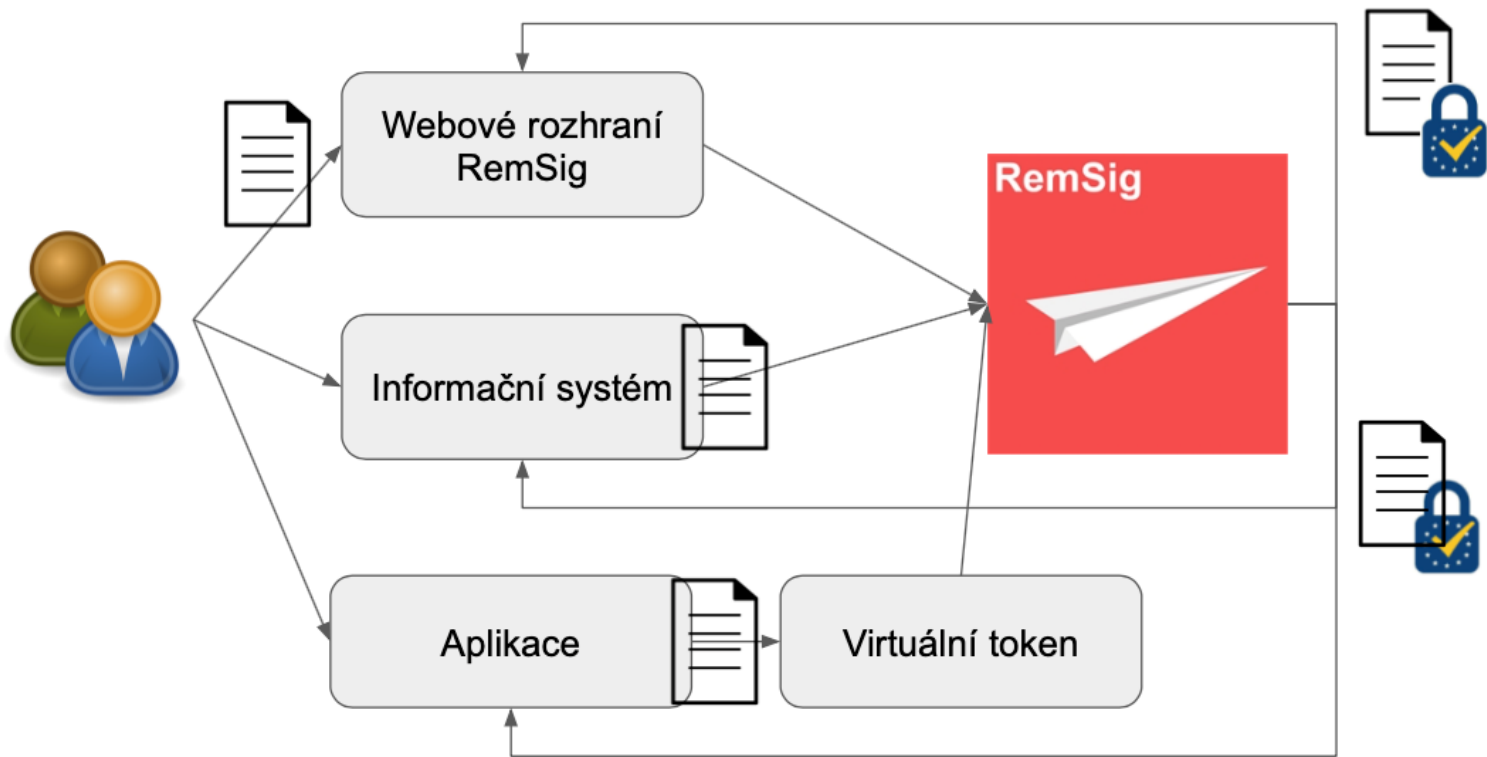 Webové rozhraní
RemSig
RemSig
Informační systém
Aplikace
Virtuální token